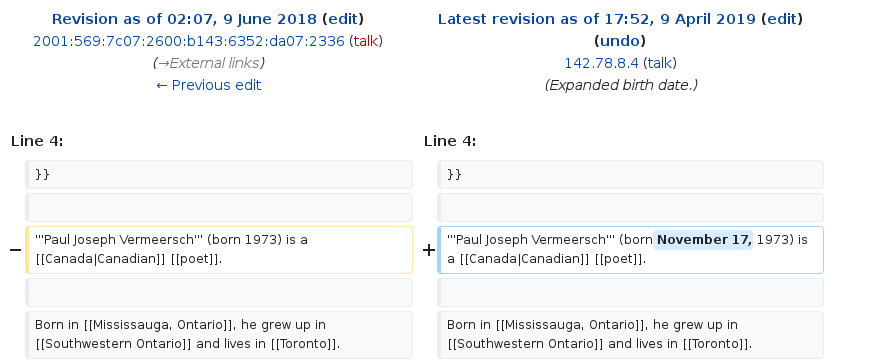 Revision as of 02:07, 9 June 2018 (edit)
2001:569:7c07:2600:b143:6352:da07:2336 (talk)
(→External links)
← Previous edit
Latest revision as of 17:52, 9 April 2019 (edit)
(undo)
142.78.8.4 (talk)
(Expanded birth date.)
Line 4:
Line 4:
}}
}}
− '''Paul Joseph Vermeersch''' (born 1973) is a
[[Canada|Canadian]] [[poet]].
+ '''Paul Joseph Vermeersch''' (born November 17, 1973) is
a [[Canada|Canadian]] [[poet]].
Born in [[Mississauga, Ontario]], he grew up in
[[Southwestern Ontario]] and lives in [[Toronto]].
Born in [[Mississauga, Ontario]], he grew up in
[[Southwestern Ontario]] and lives in [[Toronto]].